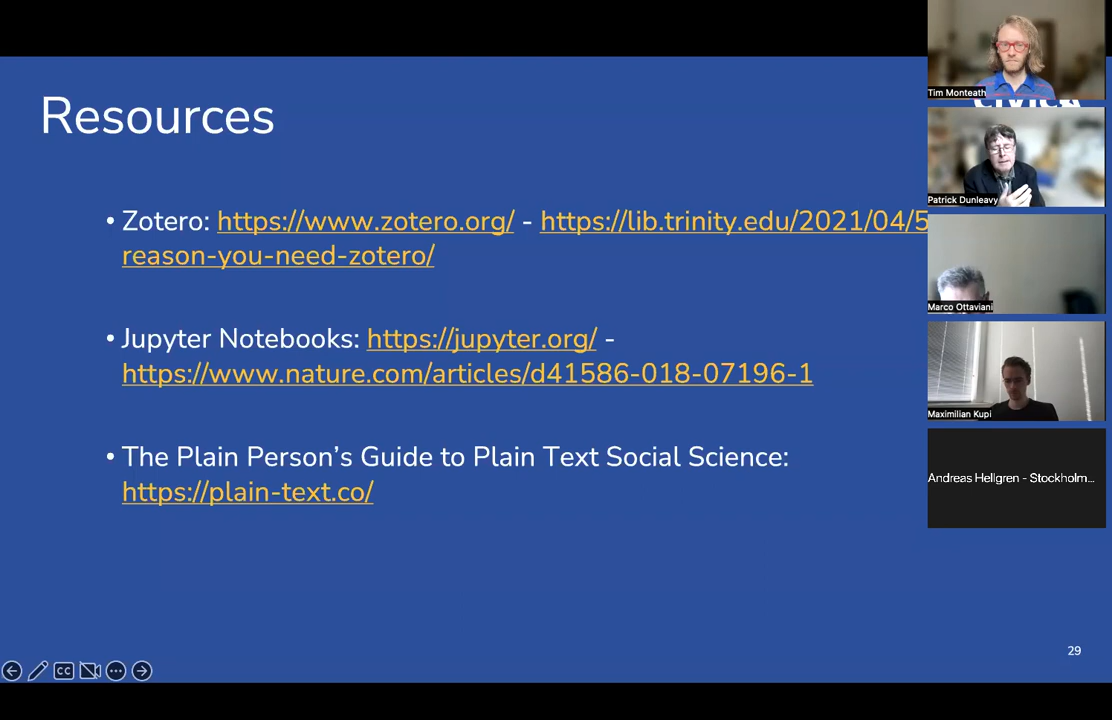 Resources
• Zotero: https://www.zotero.org/ - https://lib.trinity.edu/2021/04/5
reason-you-need-zotero/
• Jupyter Notebooks: https://jupyter.org/ -
https://www.nature.com/articles/d41586-018-07196-1
• The Plain Person’s Guide to Plain Text Social Science:
https://plain-text.co/
29
CC
Tim Monteath
Patrick Dunleavy
Marco Ottaviani
Maximilian Kupi
Andreas Hellgren - Stockholm...